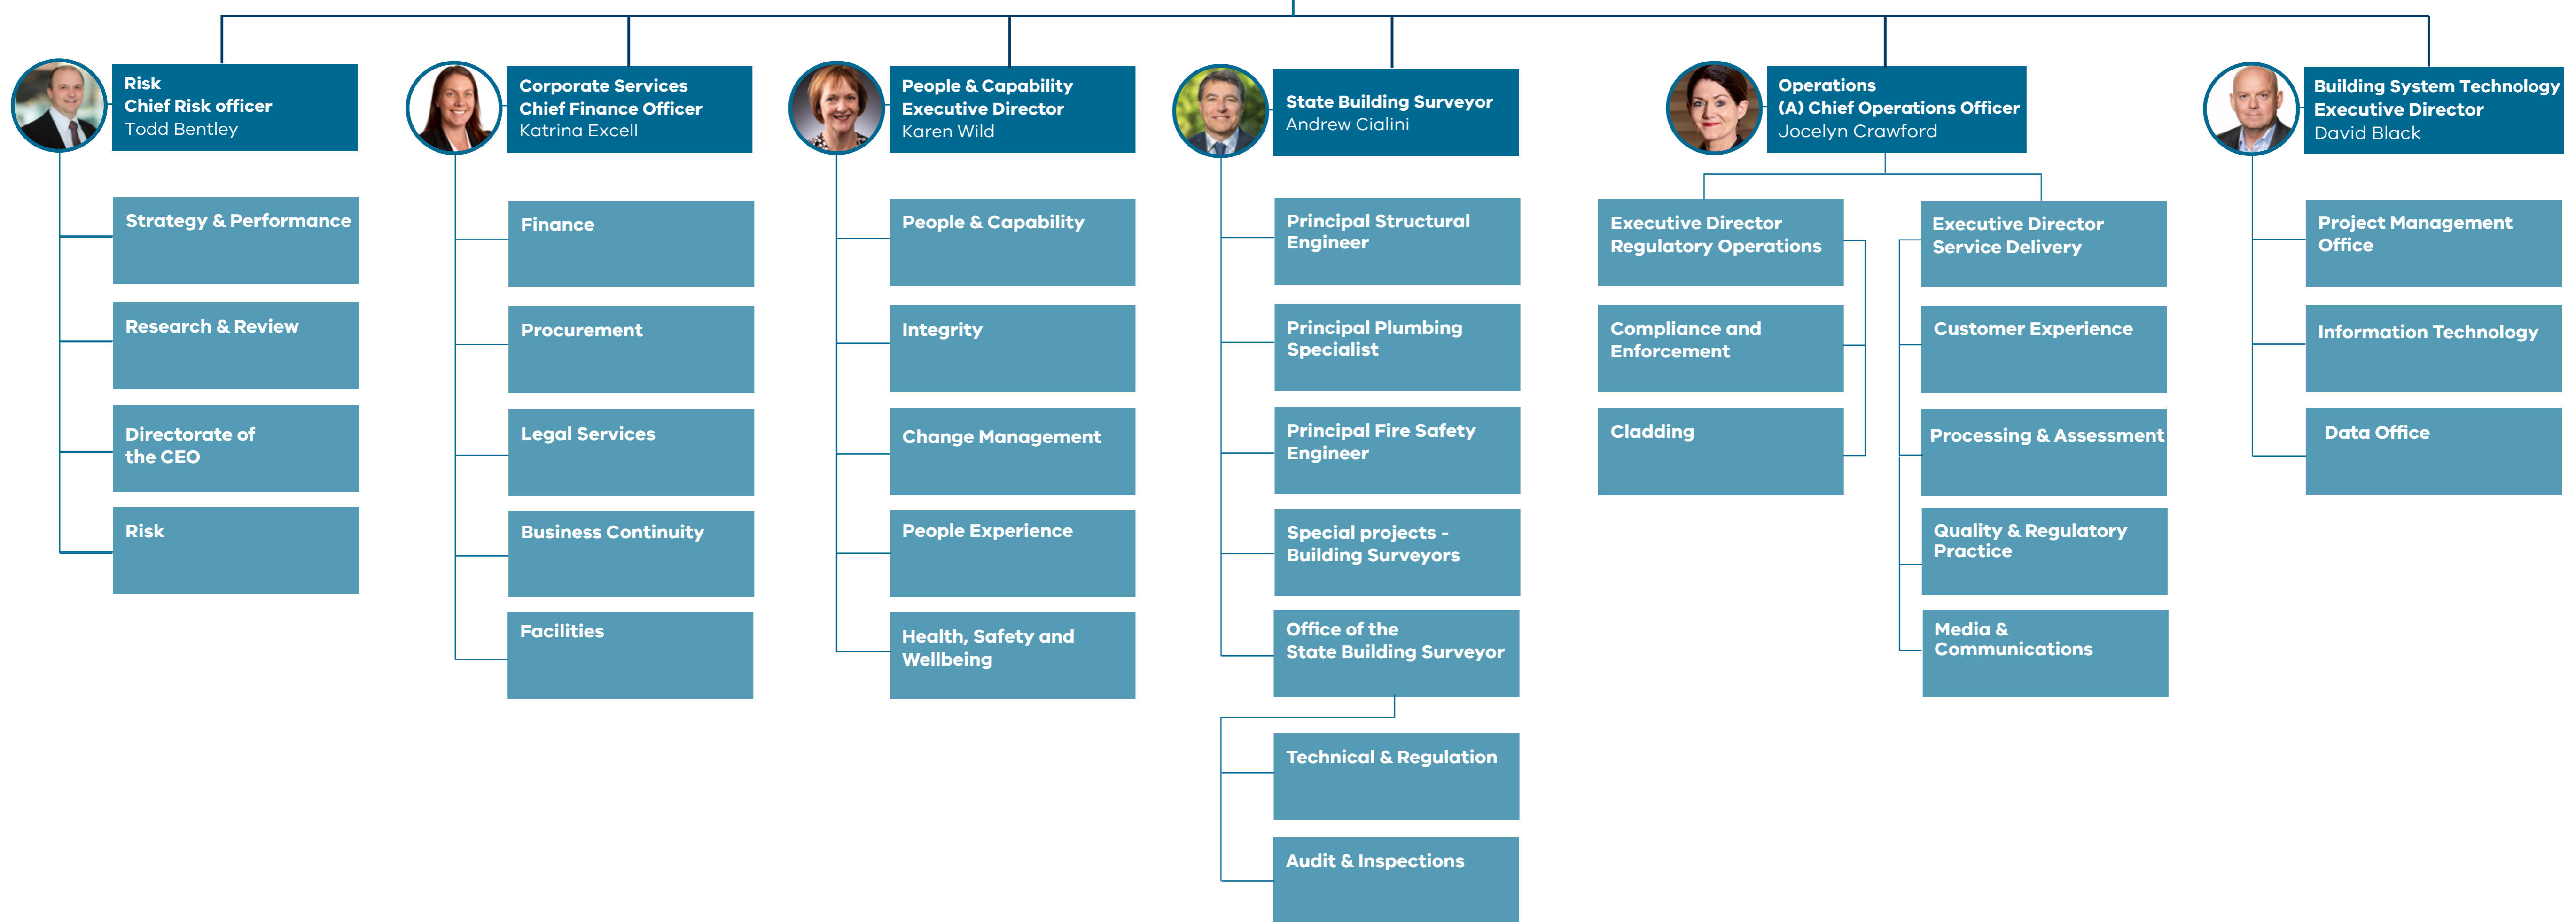 Risk
Chief Risk officer
Todd Bentley
Strategy & Performance
Research & Review
Directorate of
the CEO
Risk
Corporate Services
Chief Finance Officer
Katrina Excell
Finance
Procurement
Legal Services
Business Continuity
Facilities
People & Capability
Executive Director
Karen Wild
People & Capability
Integrity
Change Management
People Experience
Health, Safety and
Wellbeing
State Building Surveyor
Andrew Cialini
Principal Structural
Engineer
Principal Plumbing
Specialist
Principal Fire Safety
Engineer
Special projects -
Building Surveyors
Office of the
State Building Surveyor
Technical & Regulation
Audit & Inspections
Operations
(A) Chief Operations Officer
Jocelyn Crawford
Executive Director
Regulatory Operations
Compliance and
Enforcement
Cladding
Executive Director
Service Delivery
Customer Experience
Processing & Assessment
Quality & Regulatory
Practice
Media &
Communications
Building System Technology
Executive Director
David Black
Project Management
Office
Information Technology
Data Office